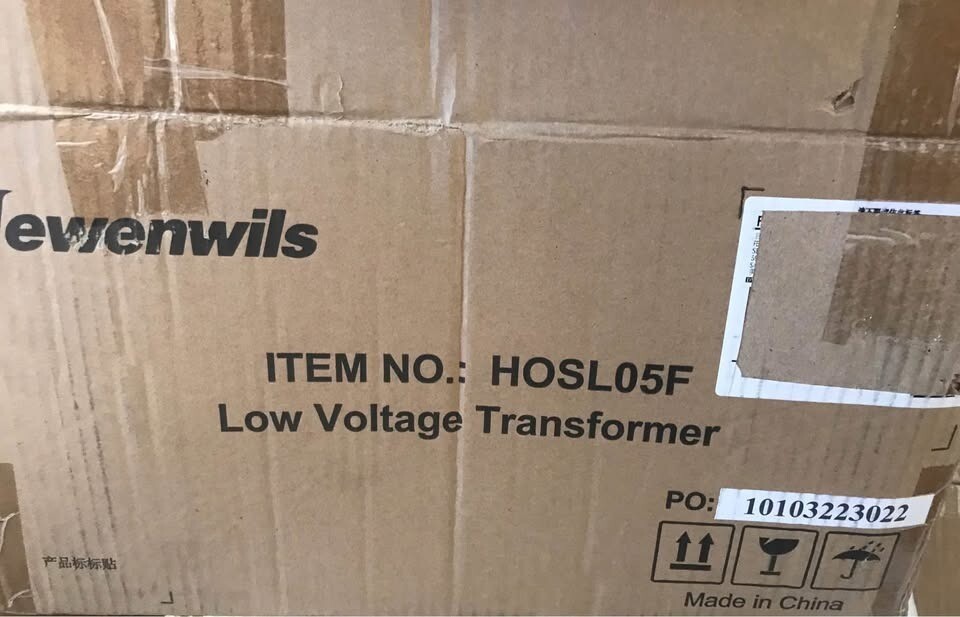 ewenwils
ITEM NO.: HOSL05F
Low Voltage Transformer
PO: 10103223022
Made in China
产品标标贴